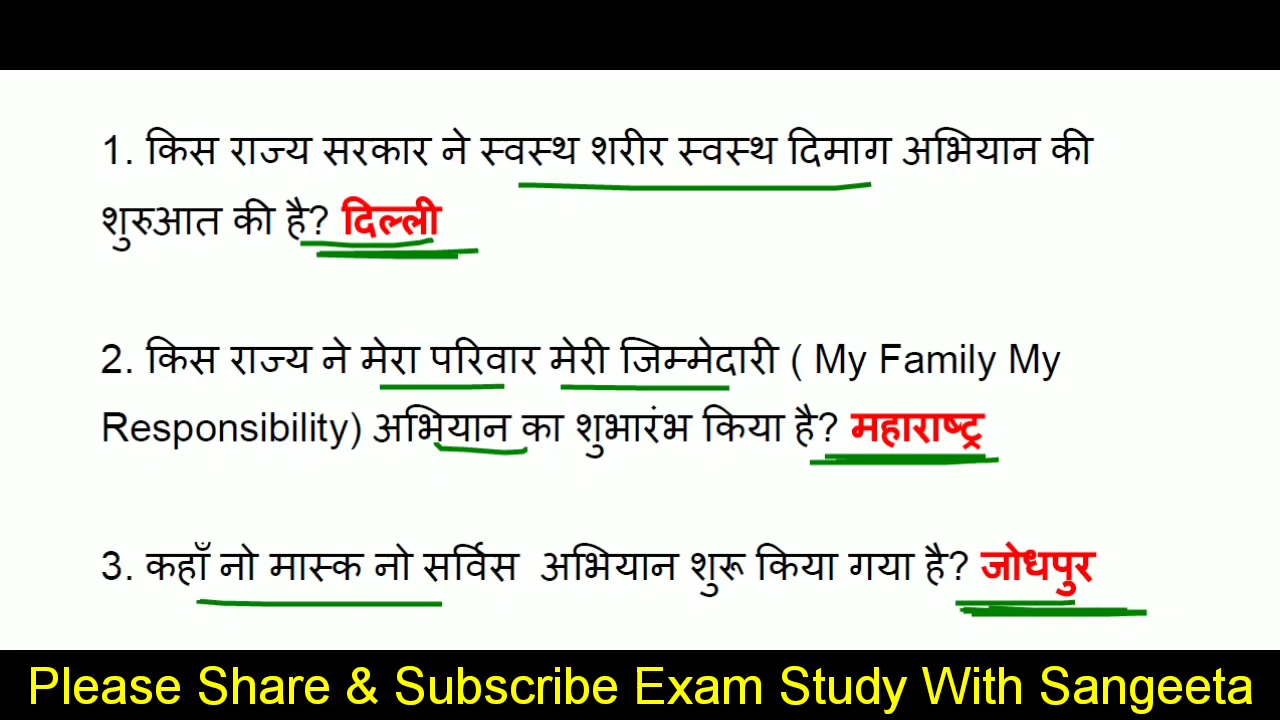 1. किस राज्य सरकार ने स्वस्थ शरीर स्वस्थ दिमाग अभियान की
शुरुआत की है? दिल्ली
2. किस राज्य ने मेरा परिवार मेरी जिम्मेदारी ( My Family My
Responsibility) अभियान का शुभारंभ किया है? महाराष्ट्र
3. कहाँ नो मास्क नो सर्विस अभियान शुरू किया गया है? जोधपुर
Please Share & Subscribe Exam Study With Sangeeta